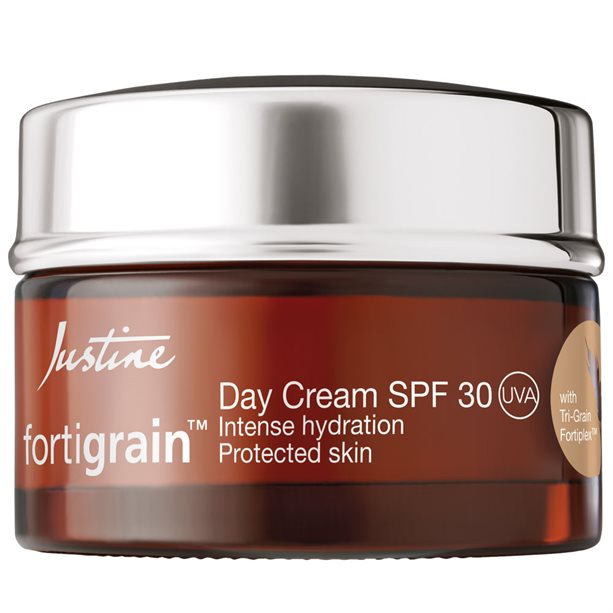 Justine
fortigrain™
Day Cream SPF 30 UVA
Intense hydration
Protected skin
with
Tri-Grain
Fortiplex™